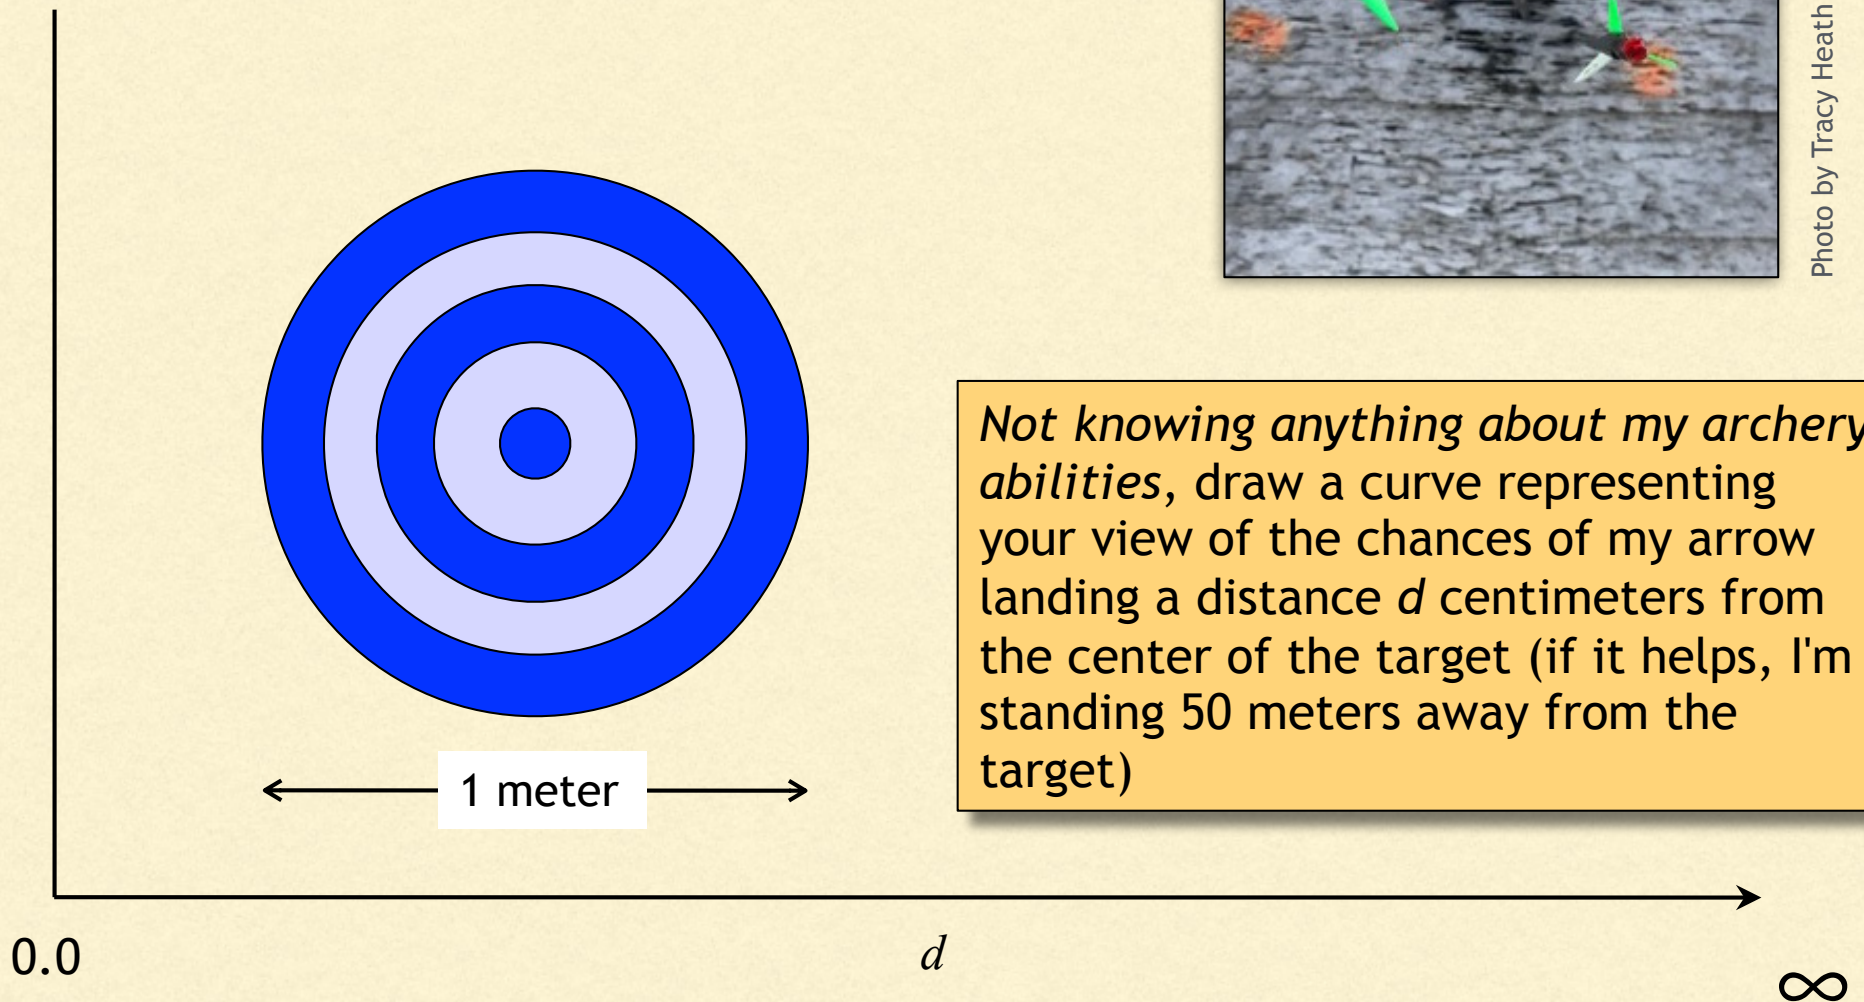 Photo by Tracy Heath
Not knowing anything about my archery
abilities, draw a curve representing
your view of the chances of my arrow
landing a distance d centimeters from
the center of the target (if it helps, I'm
standing 50 meters away from the
target)
1 meter
0.0
d
∞